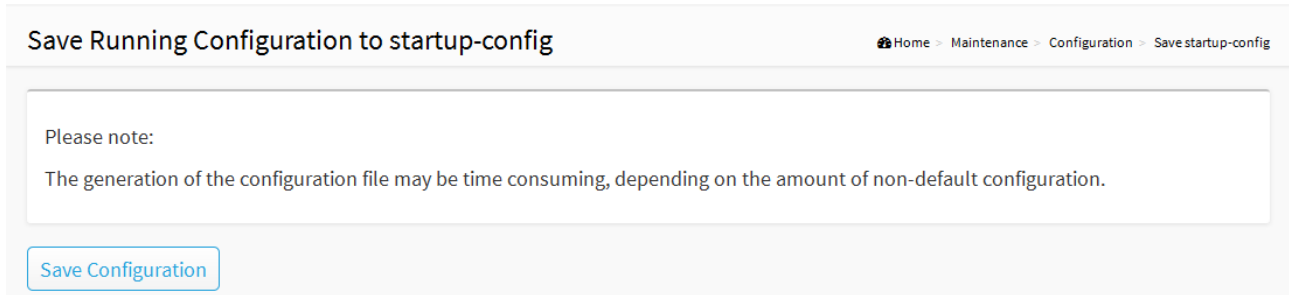 Save Running Configuration to startup-config
Home > Maintenance > Configuration > Save startup-config
Please note:
The generation of the configuration file may be time consuming, depending on the amount of non-default configuration.
Save Configuration